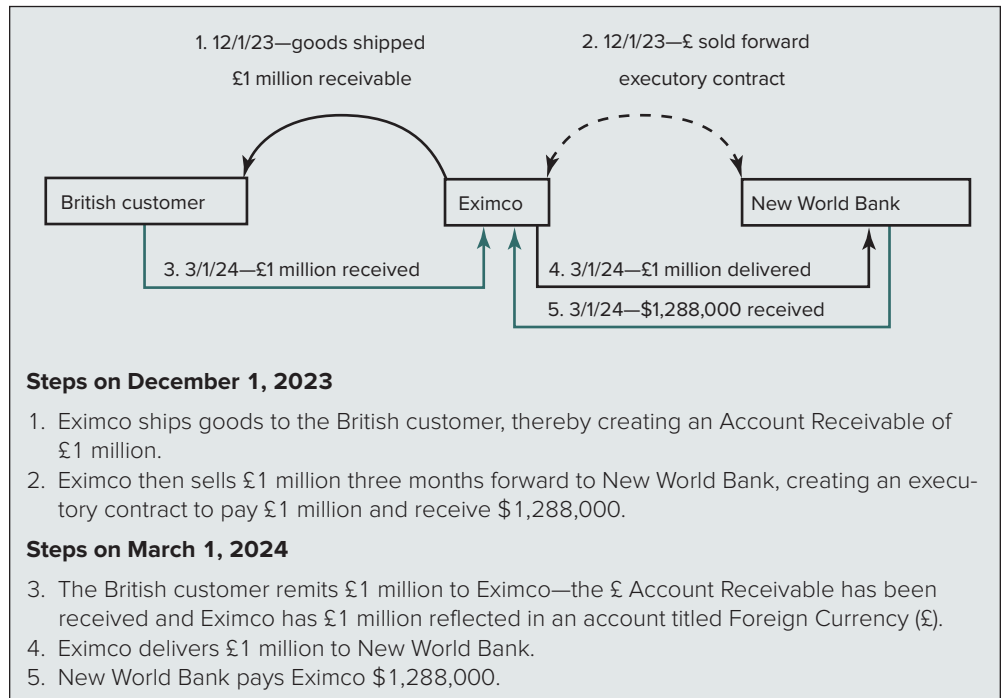 1. 12/1/23—goods shipped
£1 million receivable
2. 12/1/23—£ sold forward
executory contract
British customer
Eximco
New World Bank
3. 3/1/24—£1 million received
4. 3/1/24—£1 million delivered
5. 3/1/24—$1,288,000 received
Steps on December 1, 2023
1. Eximco ships goods to the British customer, thereby creating an Account Receivable of
£1 million.
2. Eximco then sells £1 million three months forward to New World Bank, creating an execu-
tory contract to pay £1 million and receive $1,288,000.
Steps on March 1, 2024
3. The British customer remits £1 million to Eximco—the £ Account Receivable has been
received and Eximco has £1 million reflected in an account titled Foreign Currency (£).
4. Eximco delivers £1 million to New World Bank.
5. New World Bank pays Eximco $1,288,000.